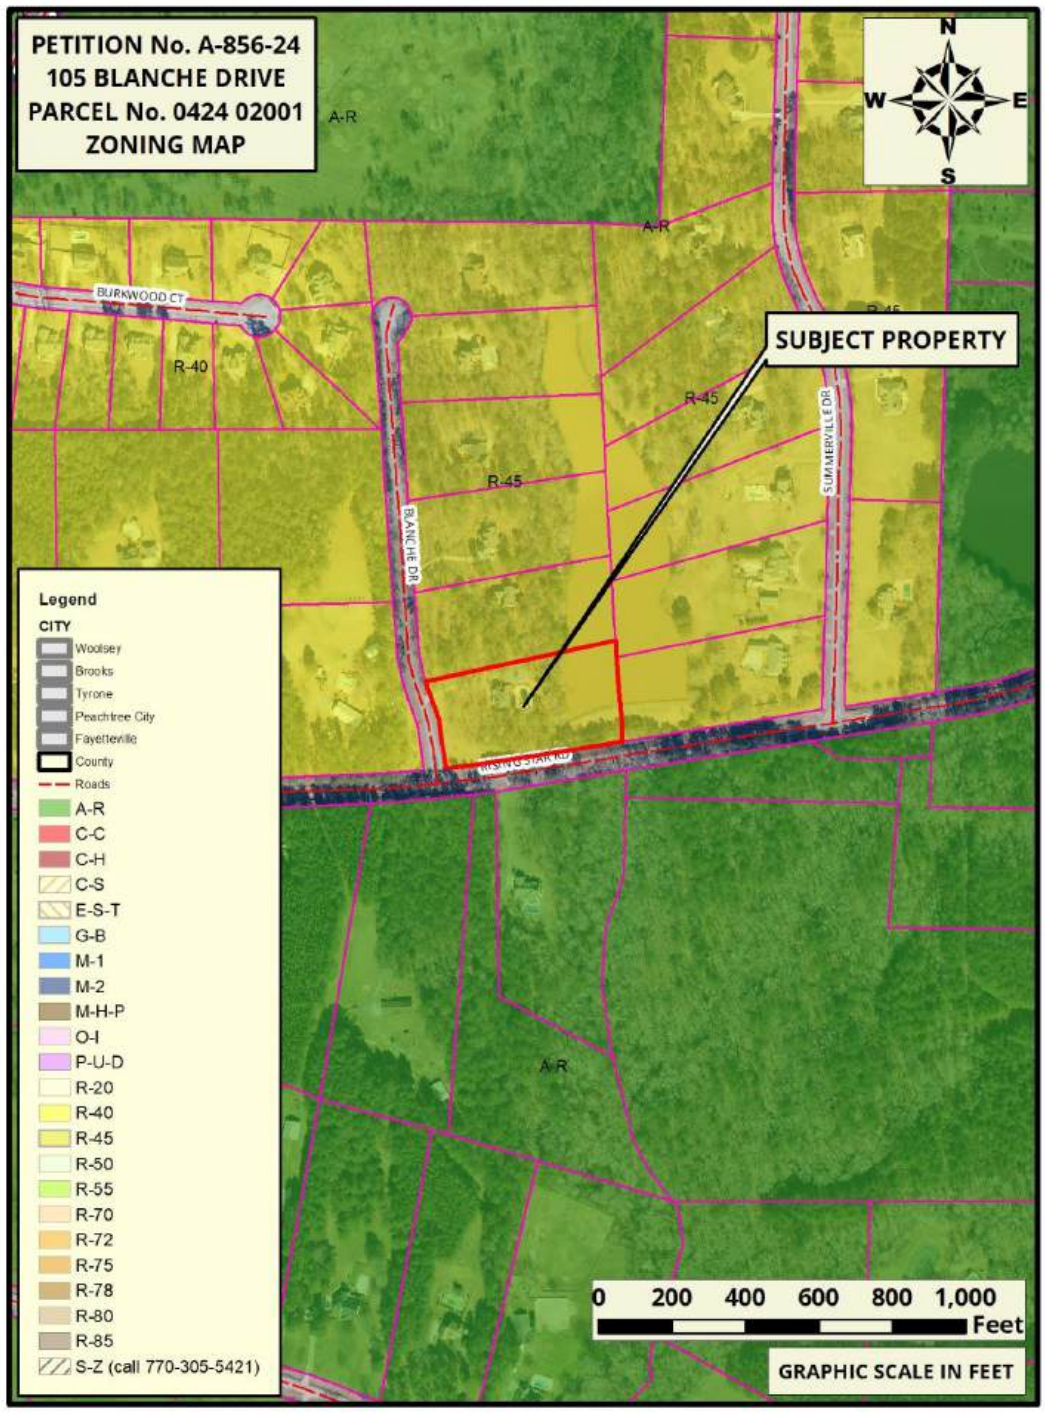 PETITION No. A-856-24
105 BLANCHE DRIVE
PARCEL No. 0424 02001
ZONING MAP
N
W E
S
A-R
A-R
BURKWOOD CT
R-45
SUBJECT PROPERTY
R-40
R-45
SUMMERVILLE DR
R-45
BLANCHE DR
RISING STAR RD
Legend
CITY
Woolsey
Brooks
Tyrone
Peachtree City
Fayetteville
County
Roads
A-R
C-C
C-H
C-S
E-S-T
G-B
M-1
M-2
M-H-P
O-I
P-U-D
R-20
R-40
R-45
R-50
R-55
R-70
R-72
R-75
R-78
R-80
R-85
S-Z (call 770-305-5421)
A-R
0 200 400 600 800 1,000
Feet
GRAPHIC SCALE IN FEET